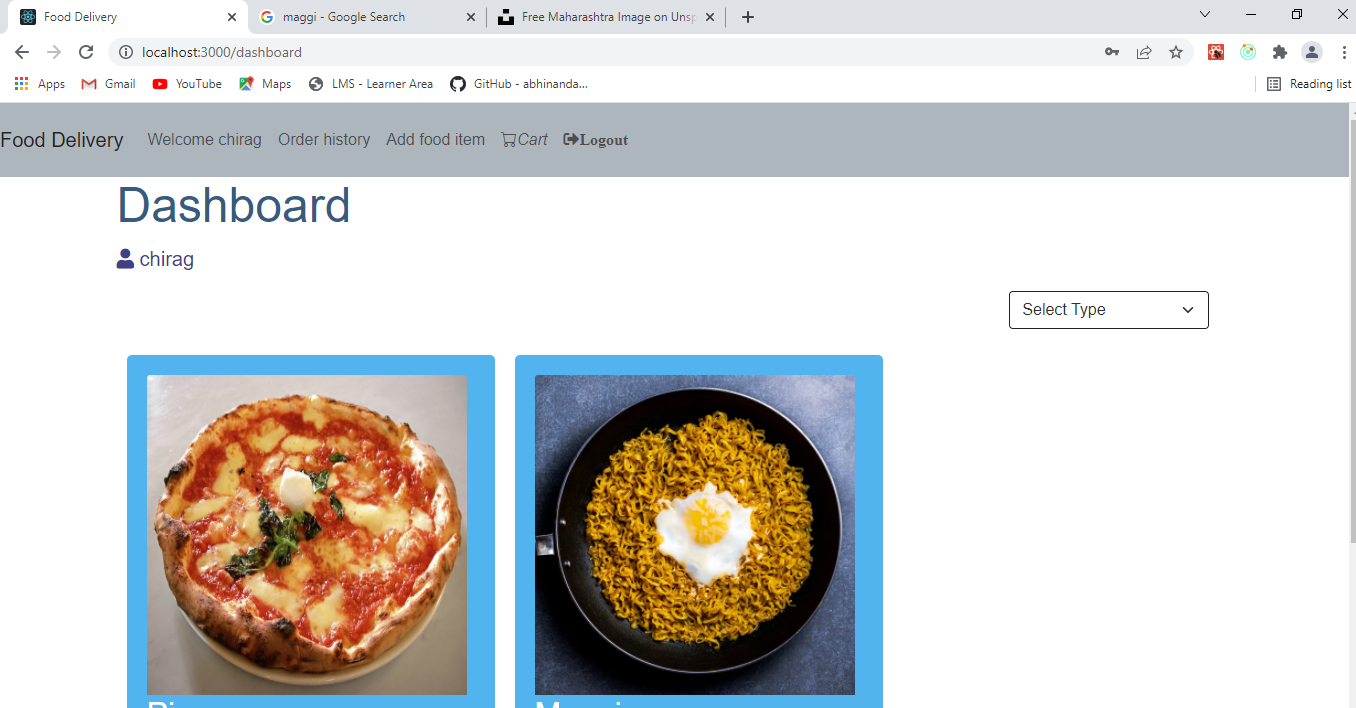 Food Delivery
maggi - Google Search
Free Maharashtra Image on Unsp
localhost:3000/dashboard
Apps Gmail YouTube Maps LMS - Learner Area GitHub - abhinanda... Reading list
Food Delivery Welcome chirag Order history Add food item Cart Logout
Dashboard
chirag
Select Type